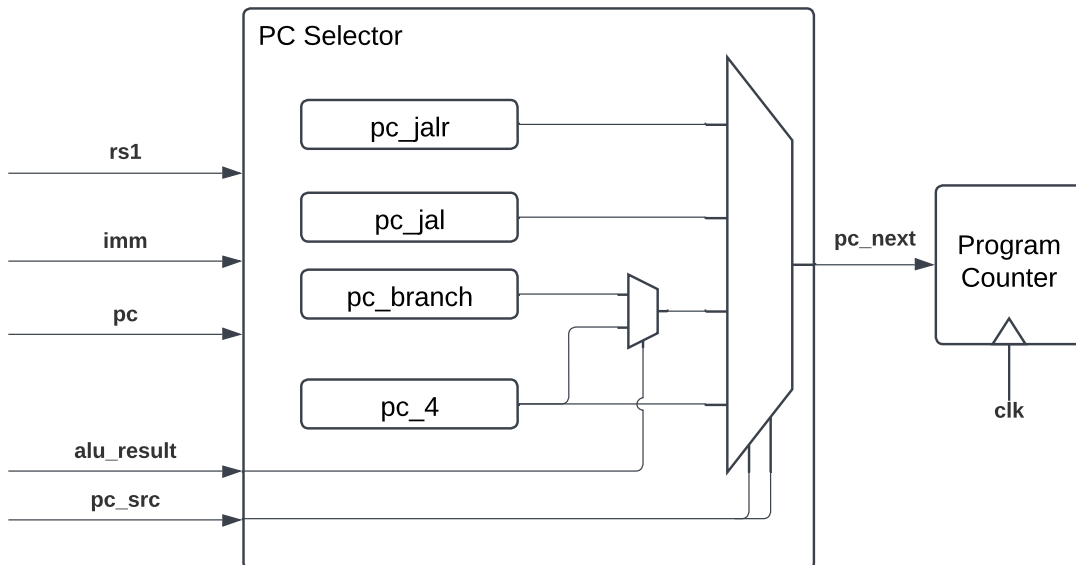 PC Selector
pc_jalr
rs1
pc_jal
imm
pc_next
Program
Counter
pc_branch
pc
pc_4
clk
alu_result
pc_src